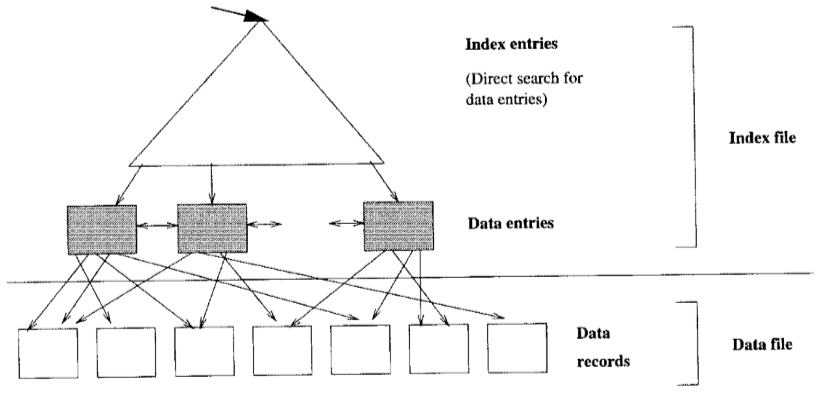 Index entries
(Direct search for
data entries)
Index file
Data entries
Data
records
Data file